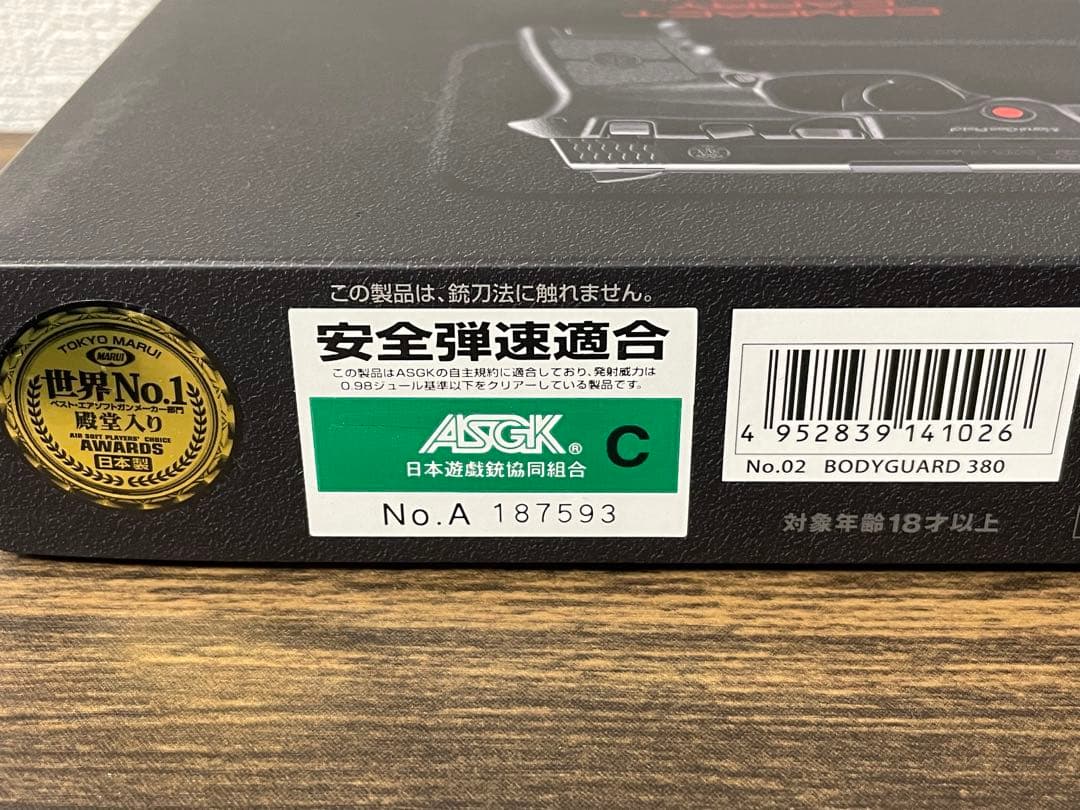 この製品は、銃刀法に触れません。
TOKYO MARUI
MARUI
世界No.1
ベスト・エアソフトガンメーカー部門
殿堂入り
AIR SOFT PLAYERS' CHOICE
AWARDS
日本製
安全弾速適合
この製品はASGKの自主規約に適合しており、発射威力は
0.98ジュール基準以下をクリアーしている製品です。
ASGK® C
日本遊戯銃協同組合
No.A 187593
4 952839 141026
No.02 BODYGUARD 380
対象年齢18才以上